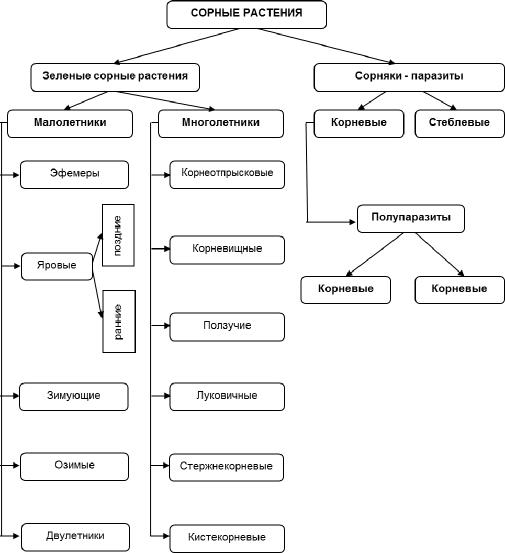 СОРНЫЕ РАСТЕНИЯ
Зеленые сорные растения
Сорняки - паразиты
Малолетники
Многолетники
Корневые
Стеблевые
Эфемеры
Корнеотпрысковые
поздние
Полупаразиты
Яровые
Корневищные
Корневые
Корневые
ранние
Ползучие
Зимующие
Луковичные
Озимые
Стержнекорневые
Двулетники
Кистекорневые